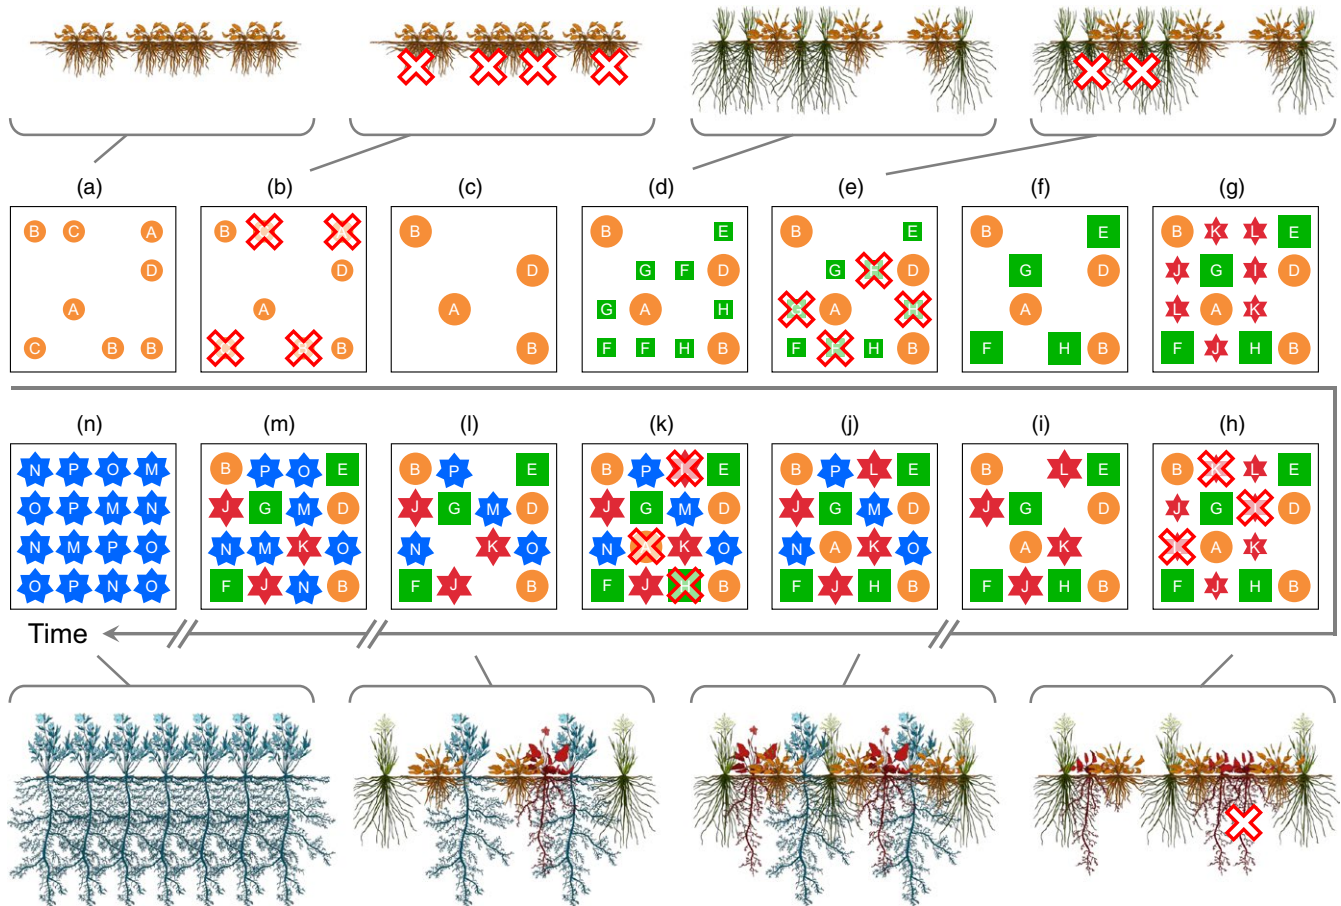 (a) (b) (c) (d) (e) (f) (g)
B C A B B B E B E B E B K L E
D D D G F D G D G D J G I D
A A A G A H A A L A K
C B B B B F F H B F H B F H B F J H B
(n) (m) (l) (k) (j) (i) (h)
N P O M B P O E B P E B P E B P L E B L E B L E
O P M N J G M D J G M D J G M D J G M D J G D J G D
N M P O N M K O N K O N K O N A K O A K A K
O P N O F J N B F J B F J B F J H B F J H B F J H B
Time